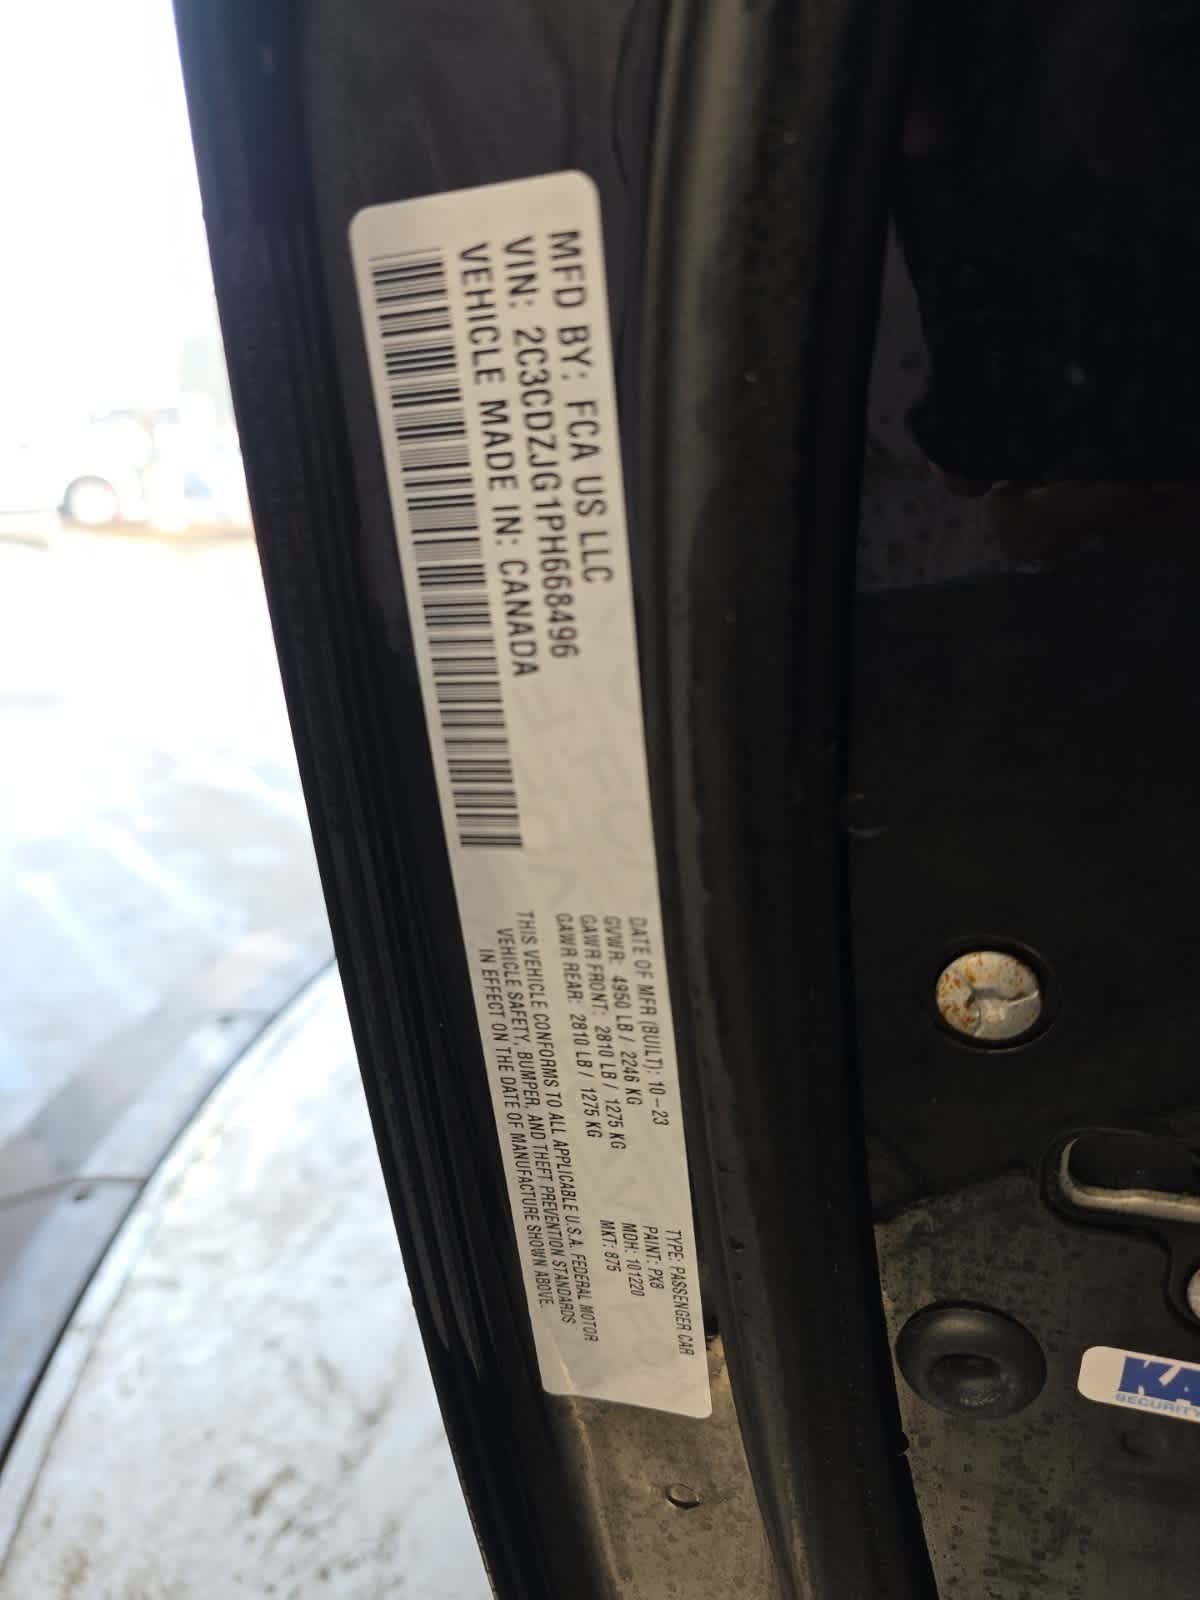 MFD BY: FCA US LLC
VIN: 2C3CDZJG1PH668496
VEHICLE MADE IN: CANADA
DATE OF MFR (BUILT): 10-23
GVWR: 4950 LB / 2246 KG
GAWR FRONT: 2810 LB / 1275 KG
GAWR REAR: 2810 LB / 1275 KG
THIS VEHICLE CONFORMS TO ALL APPLICABLE U.S.A. FEDERAL MOTOR
VEHICLE SAFETY, BUMPER, AND THEFT PREVENTION STANDARDS
IN EFFECT ON THE DATE OF MANUFACTURE SHOWN ABOVE.
TYPE: PASSENGER CAR
PAINT: PX8
MDH: 101220
MKT: 875
KA
SECURITY